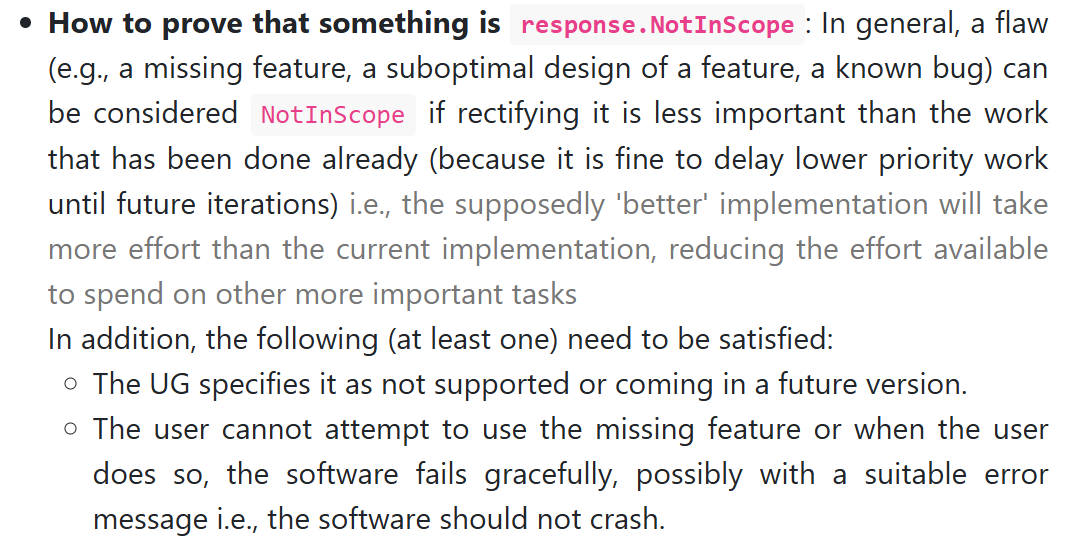 • How to prove that something is response.NotInScope: In general, a flaw
(e.g., a missing feature, a suboptimal design of a feature, a known bug) can
be considered NotInScope if rectifying it is less important than the work
that has been done already (because it is fine to delay lower priority work
until future iterations) i.e., the supposedly 'better' implementation will take
more effort than the current implementation, reducing the effort available
to spend on other more important tasks
In addition, the following (at least one) need to be satisfied:
○ The UG specifies it as not supported or coming in a future version.
○ The user cannot attempt to use the missing feature or when the user
does so, the software fails gracefully, possibly with a suitable error
message i.e., the software should not crash.